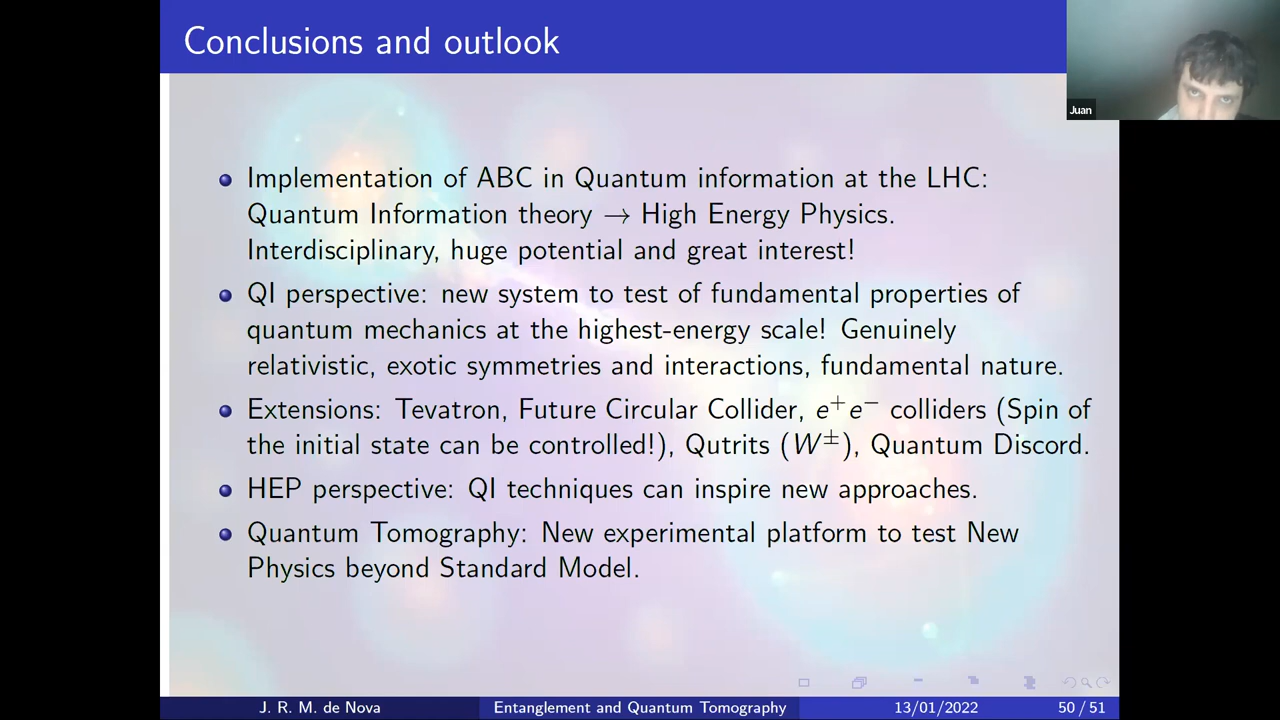 Conclusions and outlook
Juan
Implementation of ABC in Quantum information at the LHC:
Quantum Information theory → High Energy Physics.
Interdisciplinary, huge potential and great interest!
QI perspective: new system to test of fundamental properties of
quantum mechanics at the highest-energy scale! Genuinely
relativistic, exotic symmetries and interactions, fundamental nature.
Extensions: Tevatron, Future Circular Collider, e⁺e⁻ colliders (Spin of
the initial state can be controlled!), Qutrits (W±), Quantum Discord.
HEP perspective: QI techniques can inspire new approaches.
Quantum Tomography: New experimental platform to test New
Physics beyond Standard Model.
J. R. M. de Nova Entanglement and Quantum Tomography 13/01/2022 50 / 51